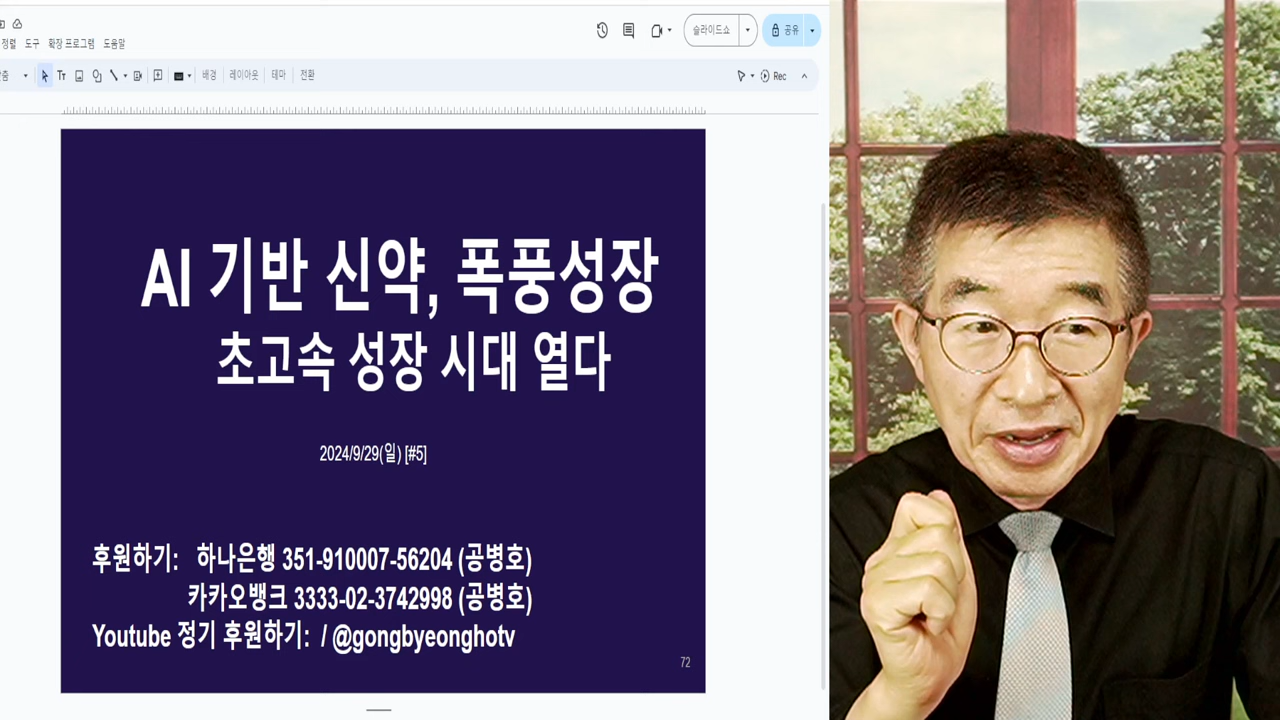 정렬 도구 확장 프로그램 도움말
슬라이드쇼
공유
Tт
배경 레이아웃 테마 전환
Rec
AI 기반 신약, 폭풍성장
초고속 성장 시대 열다
2024/9/29(일) [#5]
후원하기: 하나은행 351-910007-56204 (공병호)
카카오뱅크 3333-02-3742998 (공병호)
Youtube 정기 후원하기: / @gongbyeonghotv
72